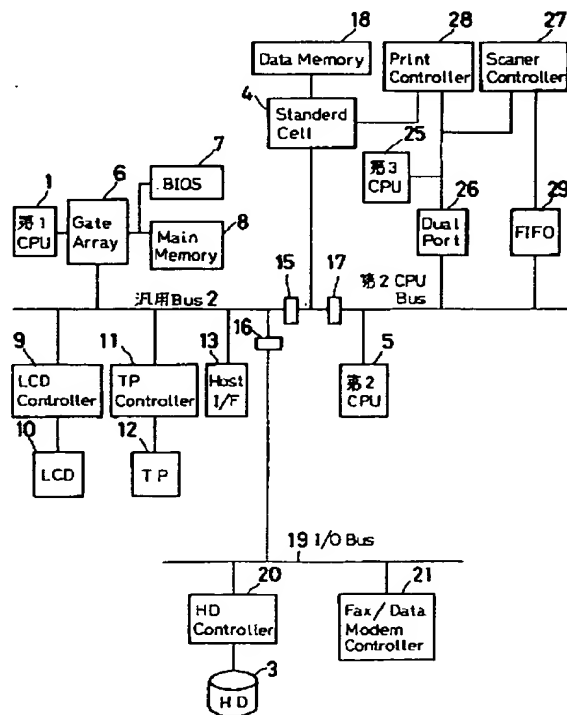 18
28
27
Data Memory
Print
Controller
Scaner
Controller
4
Standerd
Cell
25
7
第3
CPU
1
6
BIOS
26
29
第1
CPU
Gate
Array
8
Main
Memory
Dual
Port
FIFO
15
17
第2 CPU
Bus
汎用Bus 2
16
9
11
13
5
LCD
Controller
TP
Controller
Host
I/F
第2
CPU
10
12
LCD
TP
19 I/O Bus
20
21
HD
Controller
Fax/Data
Modem
Controller
3
HD